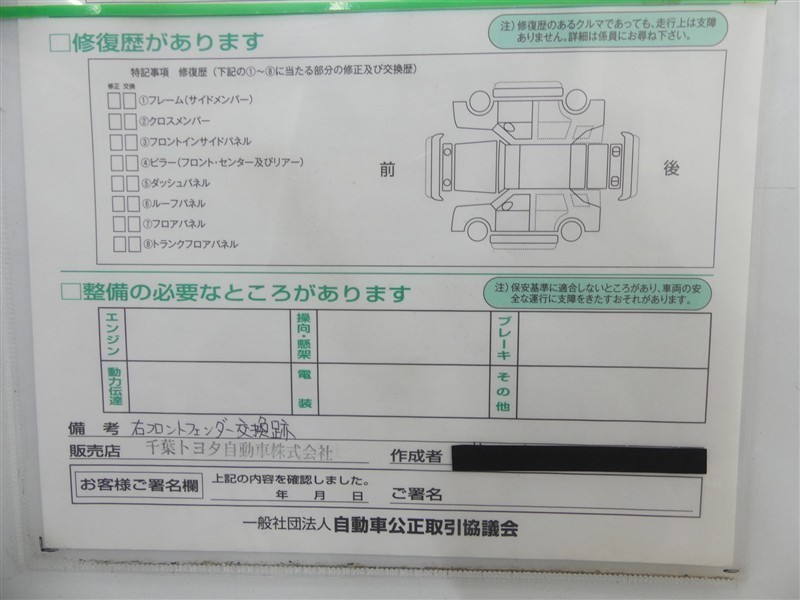 □修復歴があります
注）修復歴のあるクルマであっても、走行上は支障
ありません。詳細は係員にお尋ね下さい。
特記事項 修復歴（下記の①～⑧に当たる部分の修正及び交換歴）
修正 交換
①フレーム（サイドメンバー）
②クロスメンバー
③フロントインサイドパネル
④ピラー（フロント・センター及びリアー）
⑤ダッシュパネル
⑥ルーフパネル
⑦フロアパネル
⑧トランクフロアパネル
前
後
□整備の必要なところがあります
注）保安基準に適合しないところがあり、車両の安
全な運行に支障をきたすおそれがあります。
エンジン
操向・懸架
ブレーキ
動力伝達
電装
その他
備考 右フロントフェンダー交換跡
販売店 千葉トヨタ自動車株式会社 作成者
お客様ご署名欄
上記の内容を確認しました。
年 月 日 ご署名
一般社団法人 自動車公正取引協議会